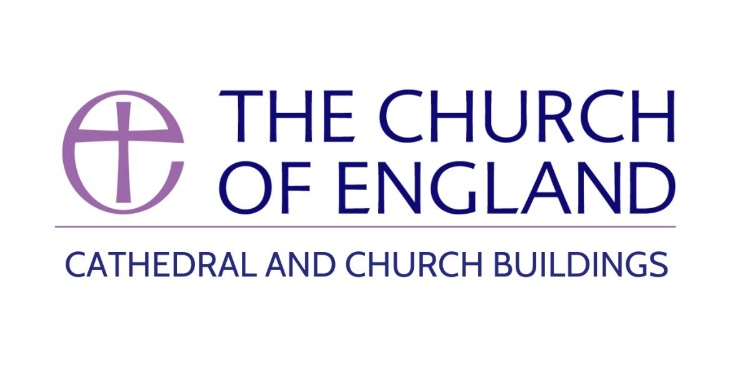 THE CHURCH
OF ENGLAND
CATHEDRAL AND CHURCH BUILDINGS